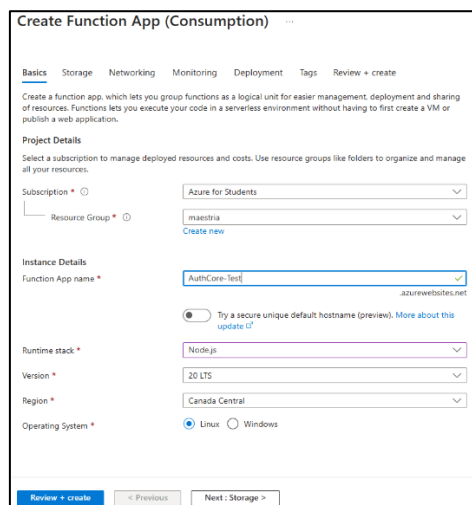 Create Function App (Consumption) ...
Basics Storage Networking Monitoring Deployment Tags Review + create
Create a function app, which lets you group functions as a logical unit for easier management, deployment and sharing
of resources. Functions lets you execute your code in a serverless environment without having to first create a VM or
publish a web application.
Project Details
Select a subscription to manage deployed resources and costs. Use resource groups like folders to organize and manage
all your resources.
Subscription * Azure for Students
Resource Group * maestria
Create new
Instance Details
Function App name * AuthCore-Test
.azurewebsites.net
Try a secure unique default hostname (preview). More about this
update
Runtime stack * Node.js
Version * 20 LTS
Region * Canada Central
Operating System * Linux Windows
Review + create < Previous Next : Storage >